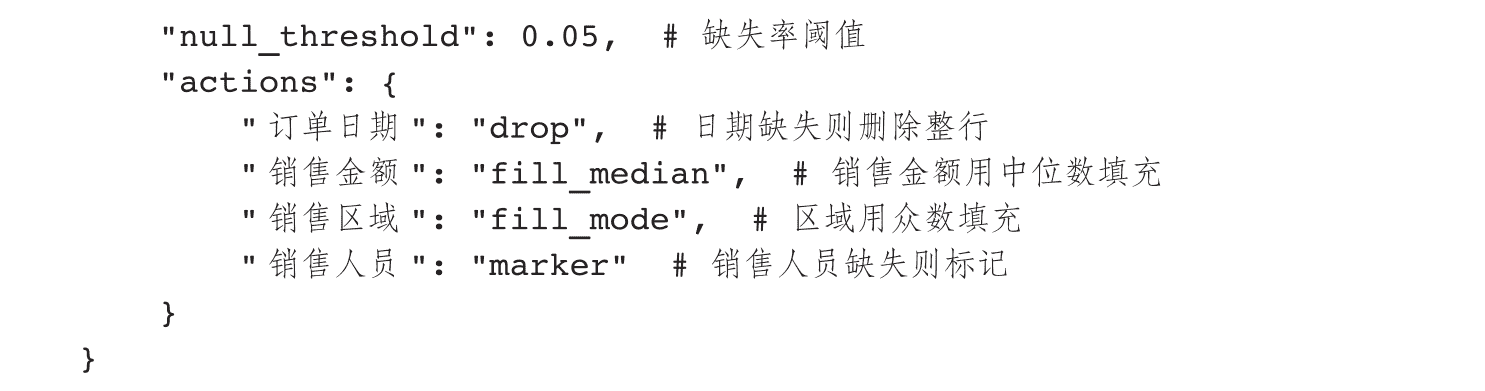 "null_threshold": 0.05,  # 缺失率阈值
"actions": {
"订单日期": "drop",  # 日期缺失则删除整行
"销售金额": "fill_median",  # 销售金额用中位数填充
"销售区域": "fill_mode",  # 区域用众数填充
"销售人员": "marker"  # 销售人员缺失则标记
}
}